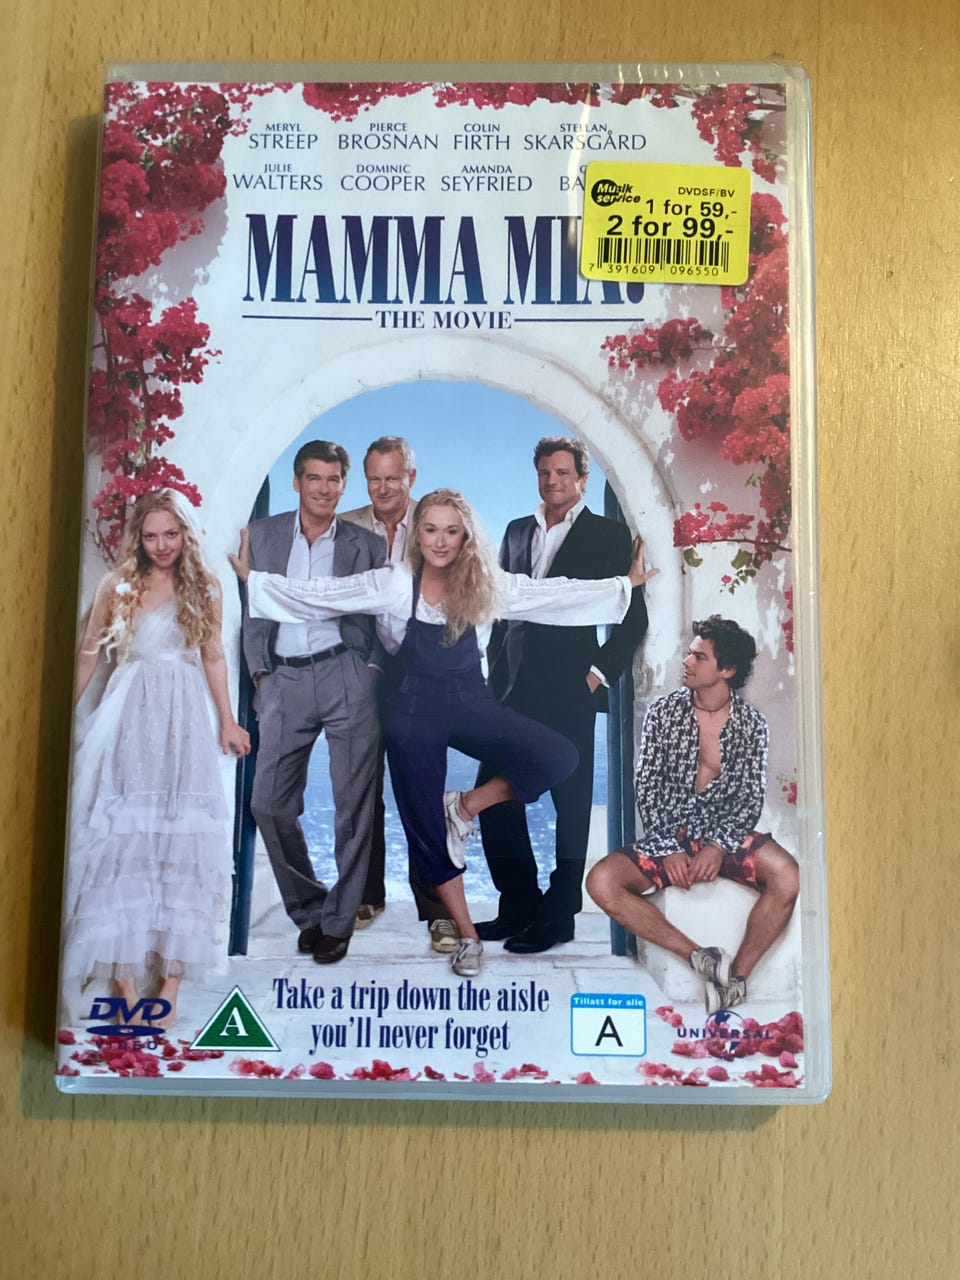 MERYL PIERCE COLIN STELLAN
STREEP BROSNAN FIRTH SKARSGÅRD
JULIE DOMINIC AMANDA
WALTERS COOPER SEYFRIED BA
Musik service
DVDSF/BV
1 for 59,-
2 for 99,-
7 391609 096550
MAMMA MIA!
THE MOVIE
Take a trip down the aisle
you'll never forget
DVD
VIDEO
A
Tillatt for alle
A
UNIVERSAL